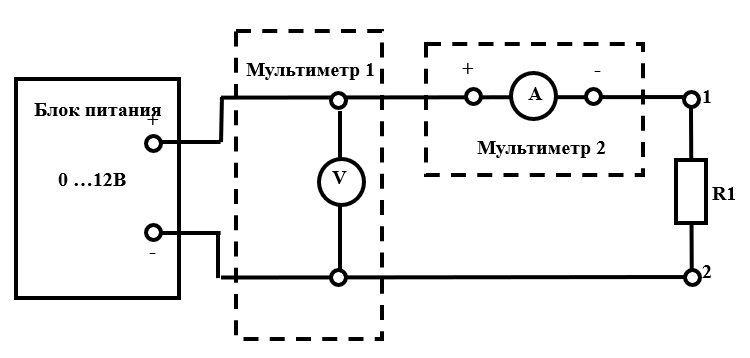 Мультиметр 1
+
-
1
Блок питания
+
A
Мультиметр 2
0 ...12В
V
R1
-
2